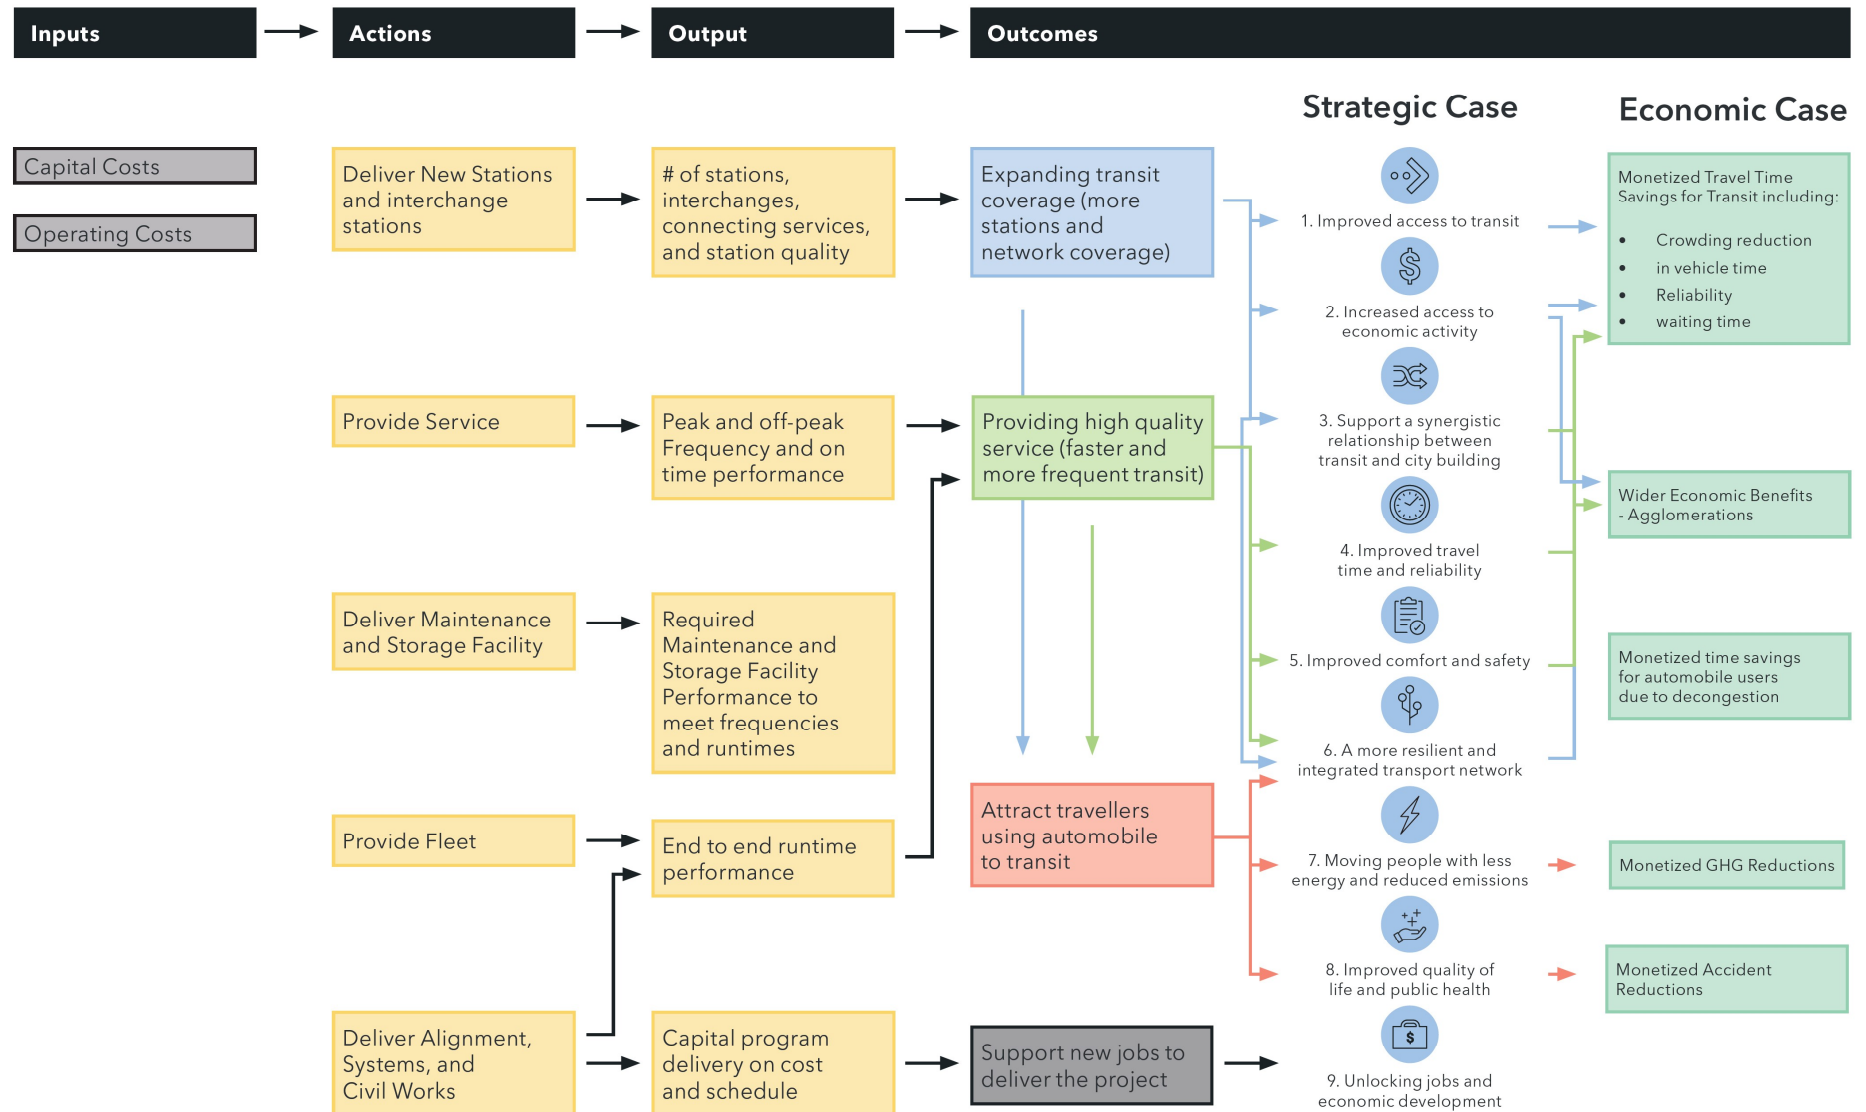 Inputs
Actions
Output
Outcomes
Strategic Case
Economic Case
Capital Costs
Operating Costs
Deliver New Stations
and interchange
stations
# of stations,
interchanges,
connecting services,
and station quality
Expanding transit
coverage (more
stations and
network coverage)
1. Improved access to transit
Monetized Travel Time
Savings for Transit including:
• Crowding reduction
• in vehicle time
• Reliability
• waiting time
$
2. Increased access to
economic activity
Provide Service
Peak and off-peak
Frequency and on
time performance
Providing high quality
service (faster and
more frequent transit)
3. Support a synergistic
relationship between
transit and city building
Wider Economic Benefits
- Agglomerations
4. Improved travel
time and reliability
Deliver Maintenance
and Storage Facility
Required
Maintenance and
Storage Facility
Performance to
meet frequencies
and runtimes
5. Improved comfort and safety
Monetized time savings
for automobile users
due to decongestion
6. A more resilient and
integrated transport network
Provide Fleet
End to end runtime
performance
Attract travellers
using automobile
to transit
7. Moving people with less
energy and reduced emissions
Monetized GHG Reductions
8. Improved quality of
life and public health
Monetized Accident
Reductions
Deliver Alignment,
Systems, and
Civil Works
Capital program
delivery on cost
and schedule
Support new jobs to
deliver the project
$
9. Unlocking jobs and
economic development